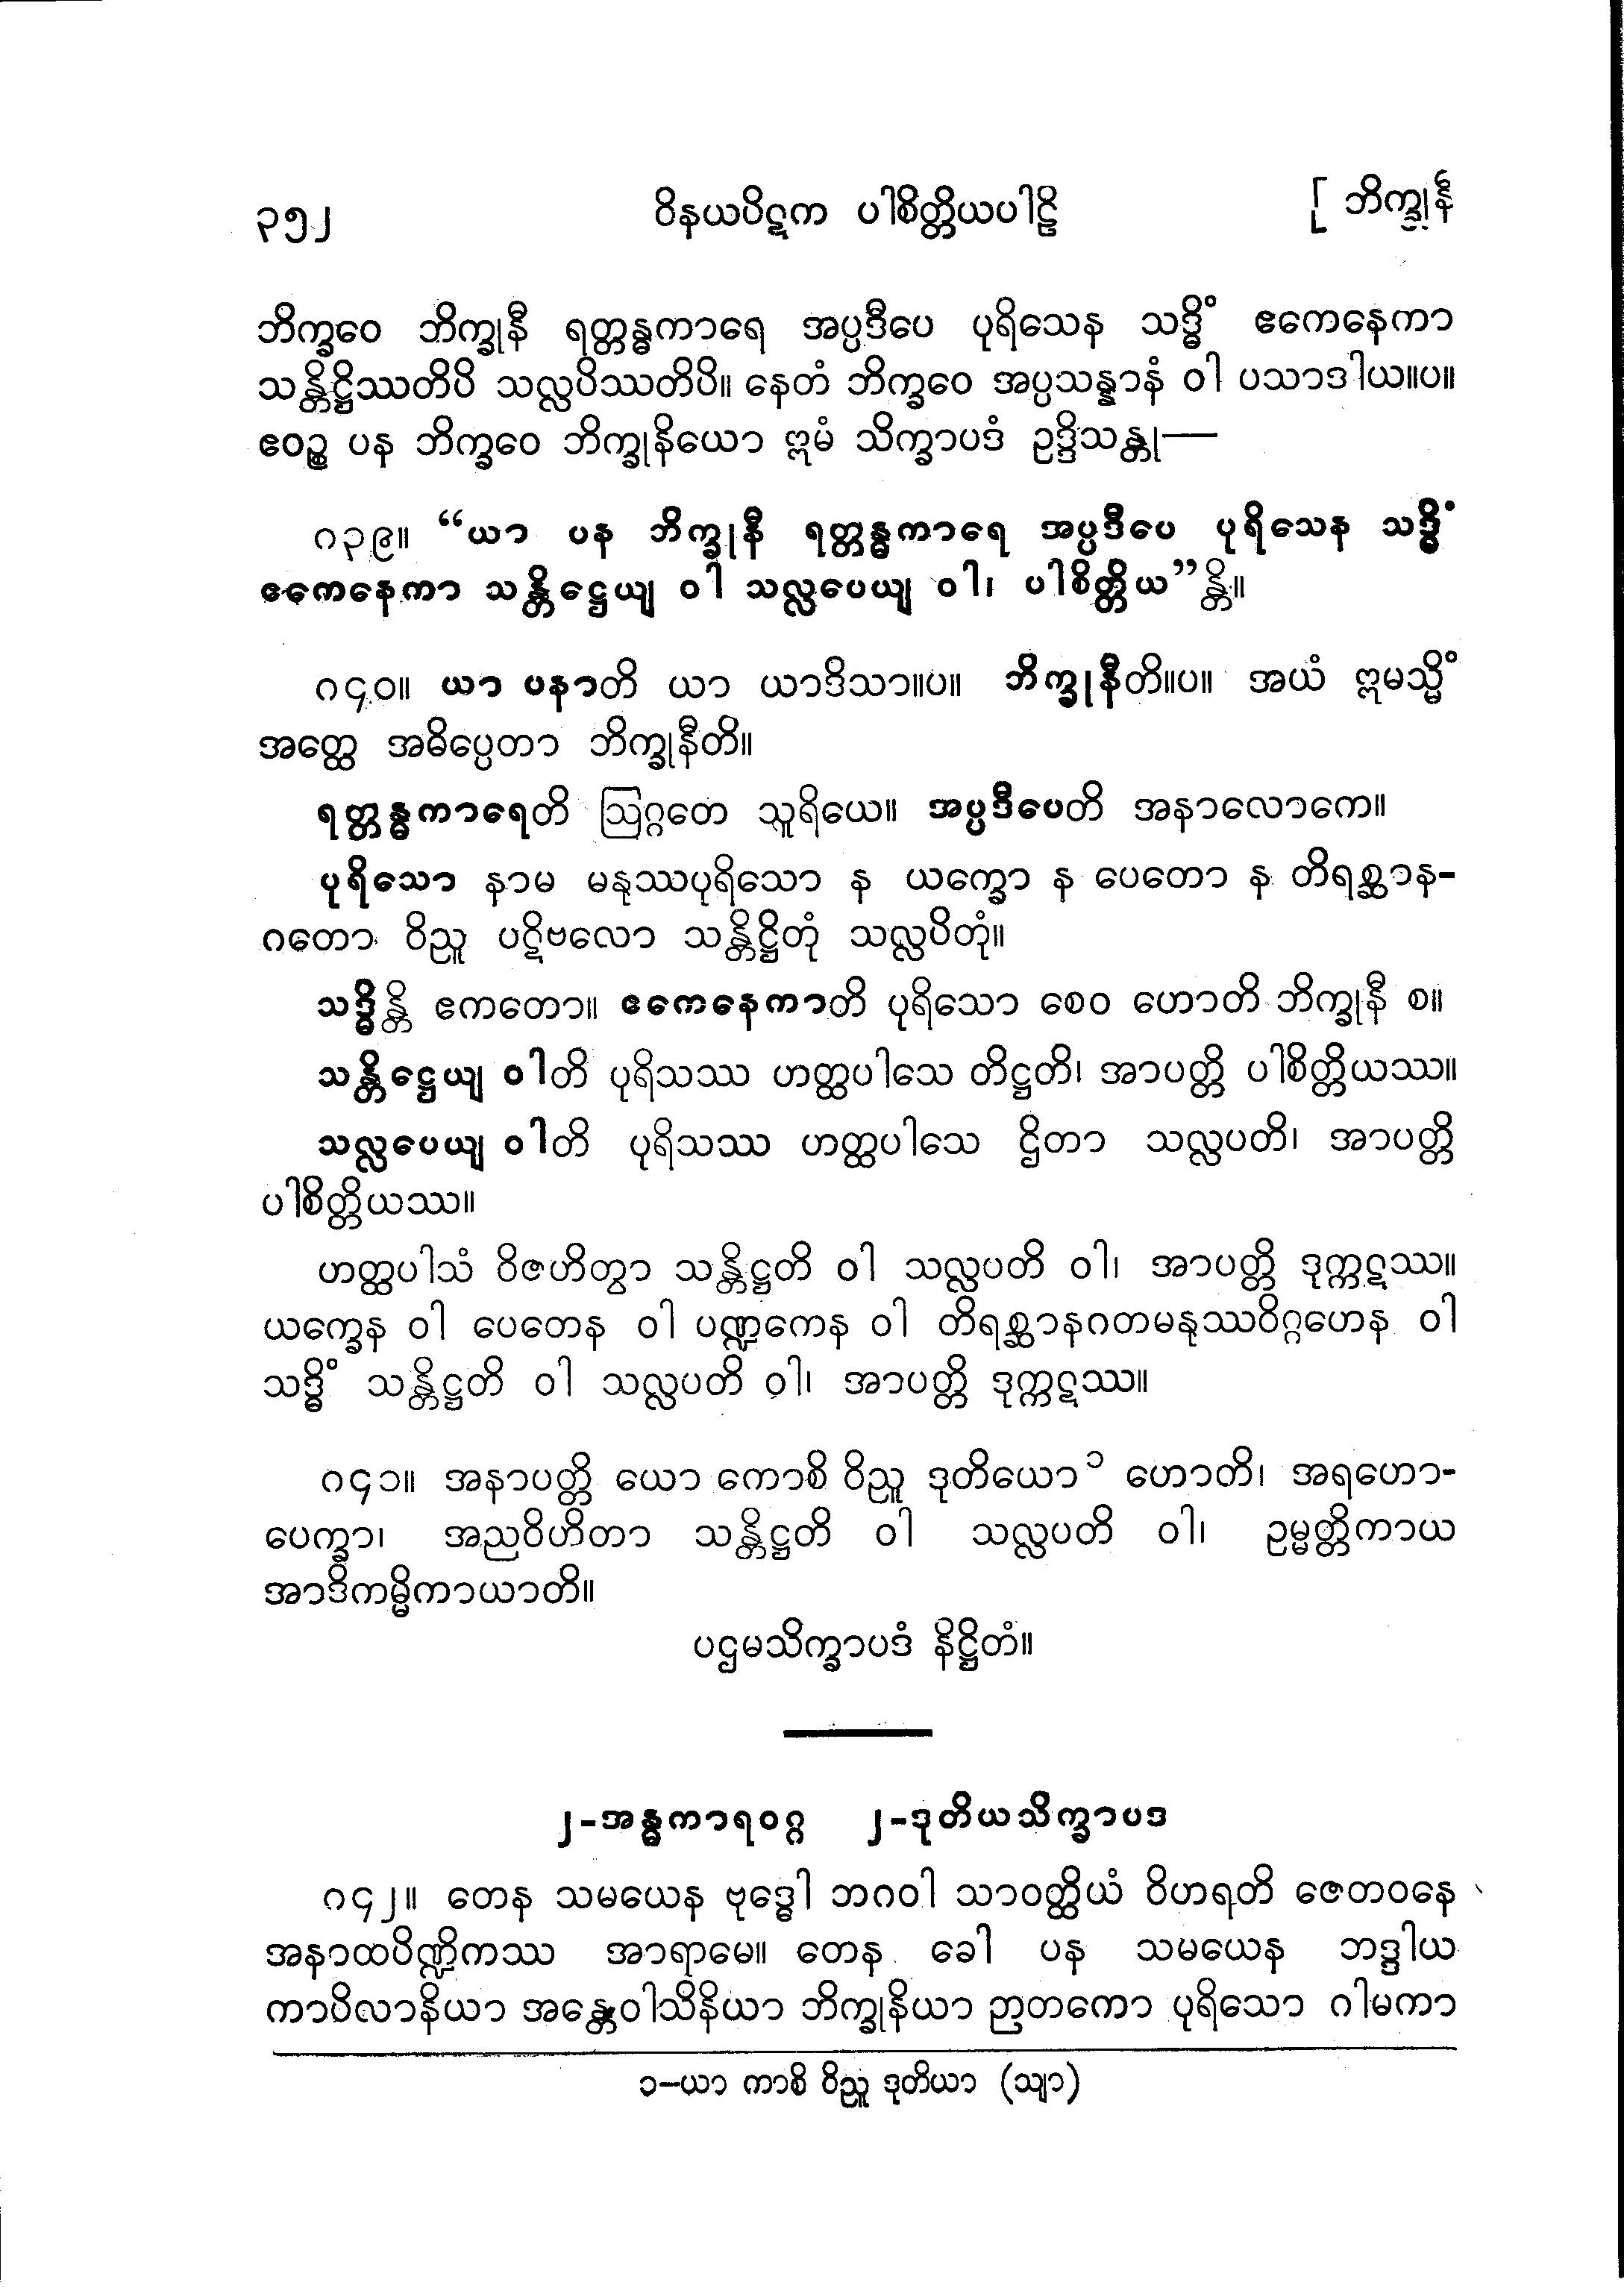 ၃၅၂ ဝိနယပိဋက ပါစိတ္တိယပါဠိ [ ဘိက္ခုနီ
ဘိက္ခဝေ ဘိက္ခုနီ ရတ္တန္ဓကာရေ အပ္ပဒီပေ ပုရိသေန သဒ္ဓိံ ဧကေနေကာ
သန္တိဋ္ဌိဿတိပိ သလ္လပိဿတိပိ။ နေတံ ဘိက္ခဝေ အပ္ပသန္နာနံ ဝါ ပသာဒါယ။ပ။
ဧဝဉ္စ ပန ဘိက္ခဝေ ဘိက္ခုနိယော ဣမံ သိက္ခာပဒံ ဥဒ္ဒိသန္တု—
၈၃၉။ “ယာ ပန ဘိက္ခုနီ ရတ္တန္ဓကာရေ အပ္ပဒီပေ ပုရိသေန သဒ္ဓိံ
ဧကေနေကာ သန္တိဋ္ဌေယျ ဝါ သလ္လပေယျ ဝါ၊ ပါစိတ္တိယ”န္တိ။
၈၄၀။ ယာ ပနာတိ ယာ ယာဒိသာ။ပ။ ဘိက္ခုနီတိ။ပ။ အယံ ဣမသ္မိံ
အတ္ထေ အဓိပ္ပေတာ ဘိက္ခုနီတိ။
ရတ္တန္ဓကာရေတိ ဩဂ္ဂတေ သူရိယေ။ အပ္ပဒီပေတိ အနာလောကေ။
ပုရိသော နာမ မနုဿပုရိသော န ယက္ခော န ပေတော န တိရစ္ဆာန-
ဂတော ဝိညူ ပဋိဗလော သန္တိဋ္ဌိတုံ သလ္လပိတုံ။
သဒ္ဓိန္တိ ဧကတော။ ဧကေနေကာတိ ပုရိသော စေဝ ဟောတိ ဘိက္ခုနီ စ။
သန္တိဋ္ဌေယျ ဝါတိ ပုရိသဿ ဟတ္ထပါသေ တိဋ္ဌတိ၊ အာပတ္တိ ပါစိတ္တိယဿ။
သလ္လပေယျ ဝါတိ ပုရိသဿ ဟတ္ထပါသေ ဌိတာ သလ္လပတိ၊ အာပတ္တိ
ပါစိတ္တိယဿ။
ဟတ္ထပါသံ ဝိဇဟိတွာ သန္တိဋ္ဌတိ ဝါ သလ္လပတိ ဝါ၊ အာပတ္တိ ဒုက္ကဋဿ။
ယက္ခေန ဝါ ပေတေန ဝါ ပဏ္ဍကေန ဝါ တိရစ္ဆာနဂတမနုဿဝိဂ္ဂဟေန ဝါ
သဒ္ဓိံ သန္တိဋ္ဌတိ ဝါ သလ္လပတိ ဝါ၊ အာပတ္တိ ဒုက္ကဋဿ။
၈၄၁။ အနာပတ္တိ ယော ကောစိ ဝိညူ ဒုတိယော ၁ ဟောတိ၊ အရဟော-
ပေက္ခာ၊ အညဝိဟိတာ သန္တိဋ္ဌတိ ဝါ သလ္လပတိ ဝါ၊ ဥမ္မတ္တိကာယ
အာဒိကမ္မိကာယာတိ။
ပဌမသိက္ခာပဒံ နိဋ္ဌိတံ။
၂-အန္ဓကာရဝဂ္ဂ ၂-ဒုတိယသိက္ခာပဒ
၈၄၂။ တေန သမယေန ဗုဒ္ဓေါ ဘဂဝါ သာဝတ္ထိယံ ဝိဟရတိ ဇေတဝနေ
အနာထပိဏ္ဍိကဿ အာရာမေ။ တေန ခေါ ပန သမယေန ဘဒ္ဒါယ
ကာပိလာနိယာ အန္တေဝါသိနိယာ ဘိက္ခုနိယာ ဉာတကော ပုရိသော ဂါမကာ
၁–ယာ ကာစိ ဝိညူ ဒုတိယာ (သျာ)